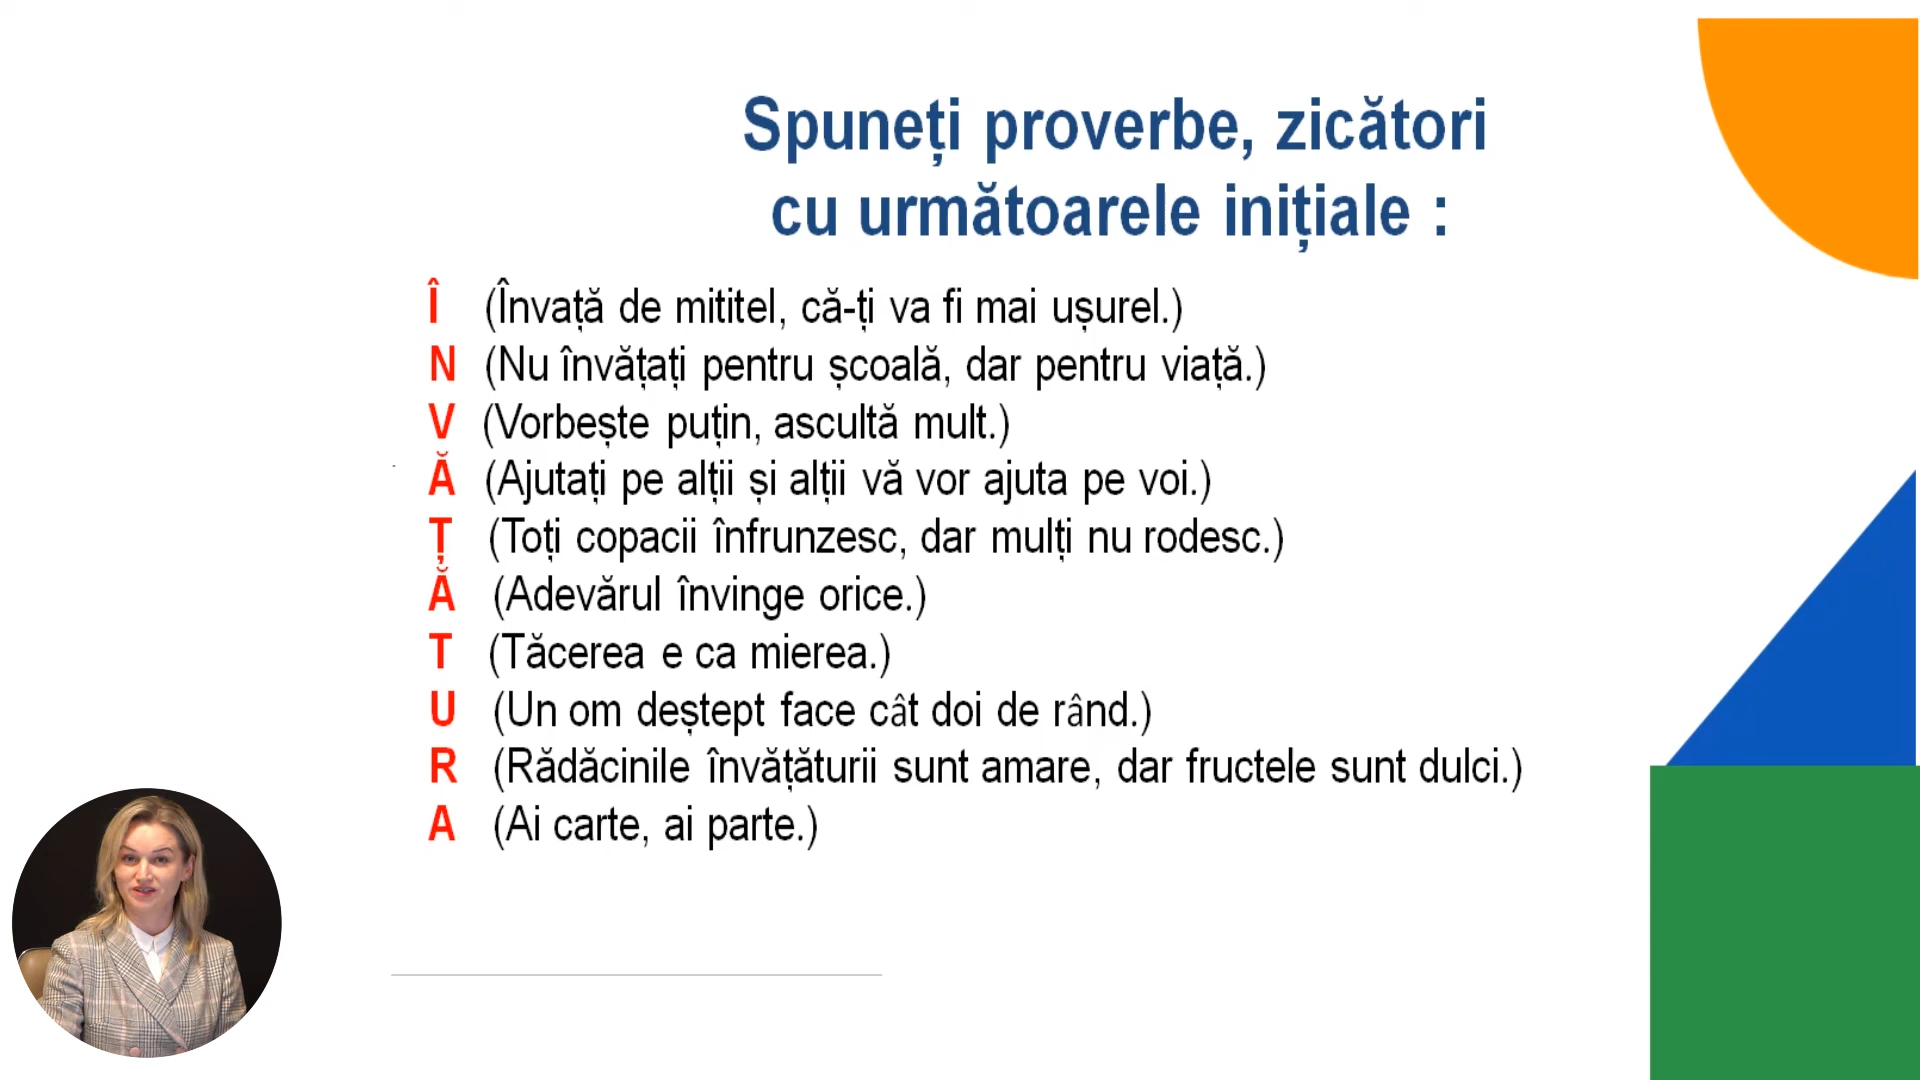 Spuneți proverbe, zicători
cu următoarele inițiale :
Î (Învață de mititel, că-ți va fi mai ușurel.)
N (Nu învățați pentru școală, dar pentru viață.)
V (Vorbește puțin, ascultă mult.)
Ă (Ajutați pe alții și alții vă vor ajuta pe voi.)
Ț (Toți copacii înfrunzesc, dar mulți nu rodesc.)
Ă (Adevărul învinge orice.)
T (Tăcerea e ca mierea.)
U (Un om deștept face cât doi de rând.)
R (Rădăcinile învățăturii sunt amare, dar fructele sunt dulci.)
A (Ai carte, ai parte.)